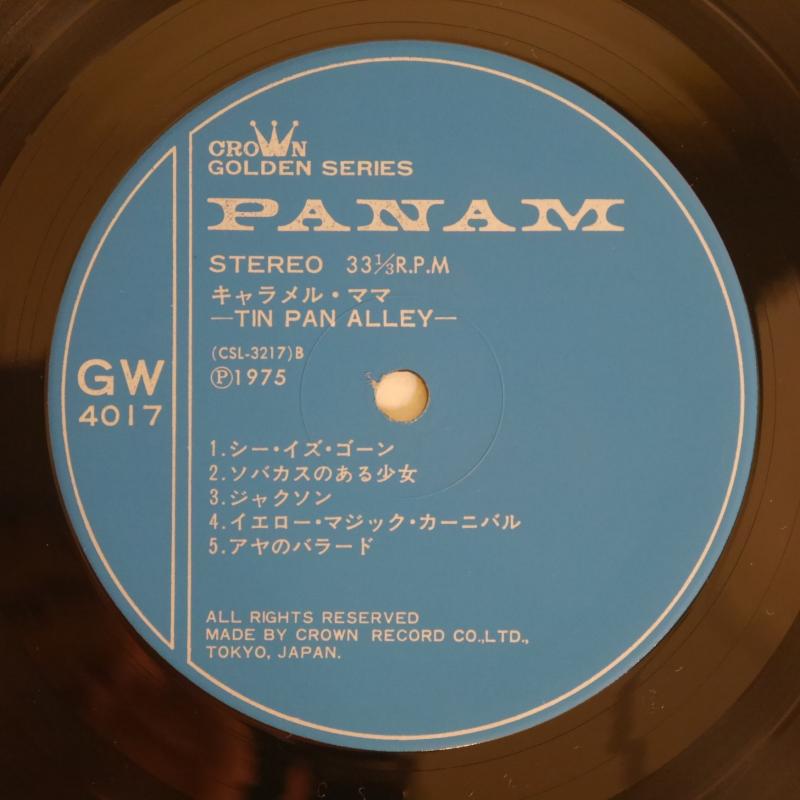 CROWN
GOLDEN SERIES
PANAM
STEREO 33⅓R.P.M
キャラメル・ママ
—TIN PAN ALLEY—
(CSL-3217)B
Ⓟ1975
GW
4017
1.シー・イズ・ゴーン
2.ソバカスのある少女
3.ジャクソン
4.イエロー・マジック・カーニバル
5.アヤのバラード
ALL RIGHTS RESERVED
MADE BY CROWN RECORD CO.,LTD.,
TOKYO, JAPAN.